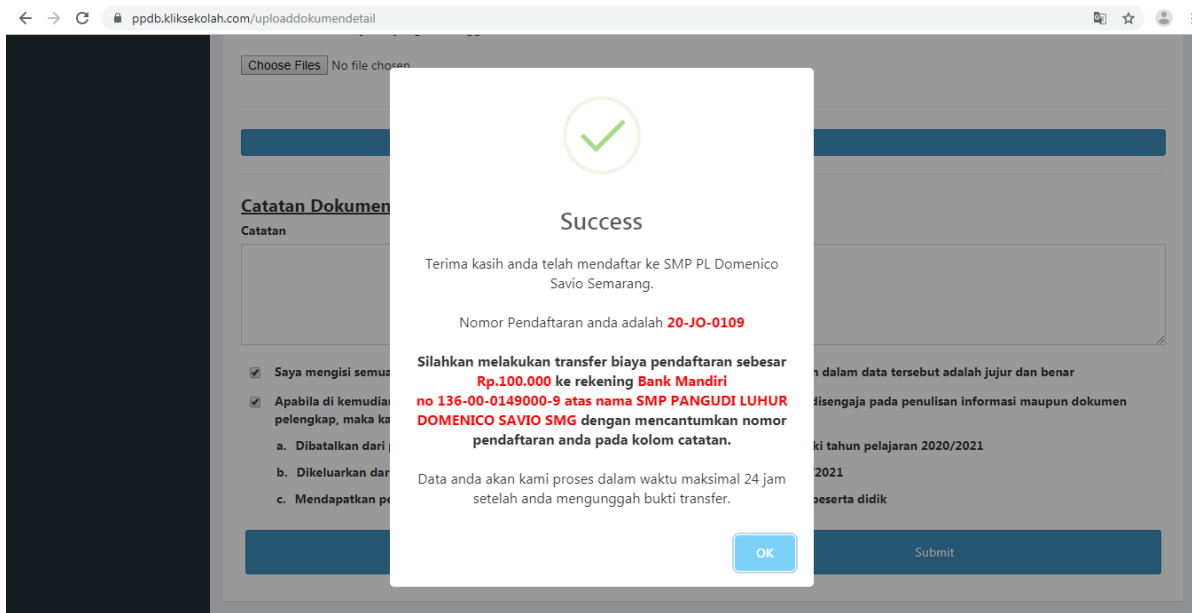 ppdb.kliksekolah.com/uploaddokumendetail
Choose Files No file chosen
Catatan Dokumen
Catatan
Success
Terima kasih anda telah mendaftar ke SMP PL Domenico
Savio Semarang.
Nomor Pendaftaran anda adalah 20-JO-0109
Silahkan melakukan transfer biaya pendaftaran sebesar
Rp.100.000 ke rekening Bank Mandiri
no 136-00-0149000-9 atas nama SMP PANGUDI LUHUR
DOMENICO SAVIO SMG dengan mencantumkan nomor
pendaftaran anda pada kolom catatan.
Data anda akan kami proses dalam waktu maksimal 24 jam
setelah anda mengunggah bukti transfer.
OK
Saya mengisi semua dalam data tersebut adalah jujur dan benar
Apabila di kemudian disengaja pada penulisan informasi maupun dokumen
pelengkap, maka
a. Dibatalkan dari tahun pelajaran 2020/2021
b. Dikeluarkan dar /2021
c. Mendapatkan beserta didik
Submit